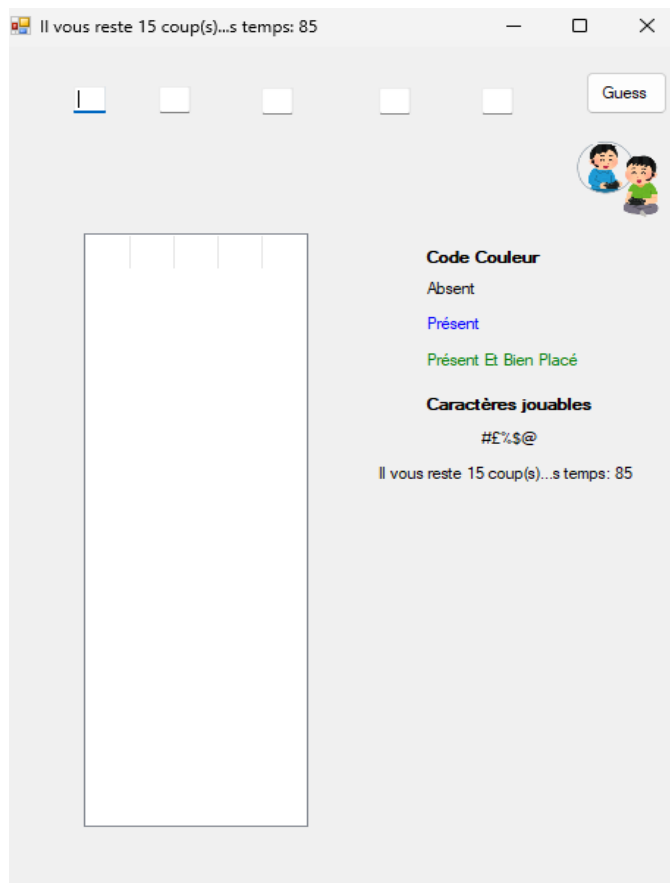 Il vous reste 15 coup(s)...s temps: 85
Guess
Code Couleur
Absent
Présent
Présent Et Bien Placé
Caractères jouables
#£%$@
Il vous reste 15 coup(s)...s temps: 85